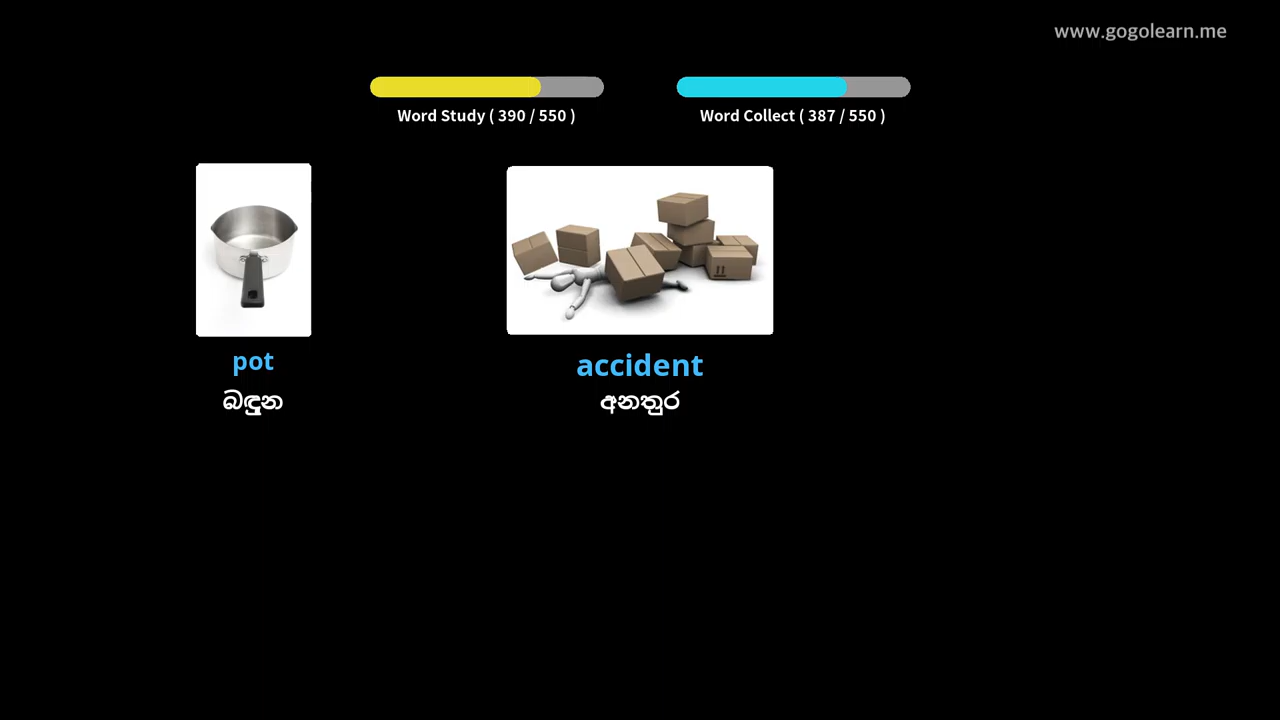 www.gogolearn.me
Word Study ( 390 / 550 )
Word Collect ( 387 / 550 )
pot
බඳුන
accident
අනතුර